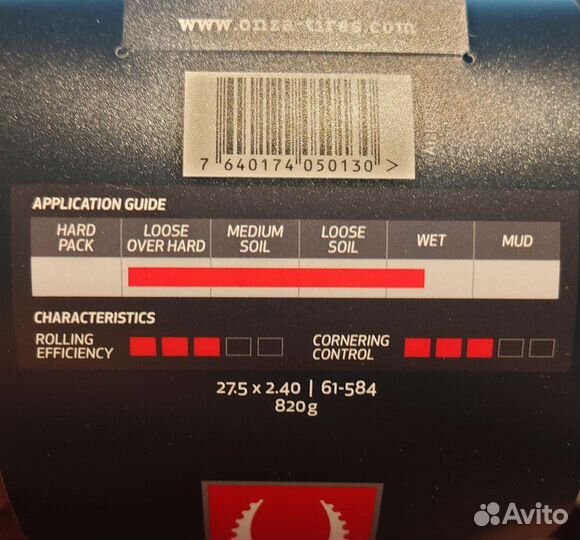 www.onza-tires.com
7 640174 050130 >
APPLICATION GUIDE
HARD PACK
LOOSE OVER HARD
MEDIUM SOIL
LOOSE SOIL
WET
MUD
CHARACTERISTICS
ROLLING EFFICIENCY
CORNERING CONTROL
27.5 x 2.40 | 61-584
820 g
Avito